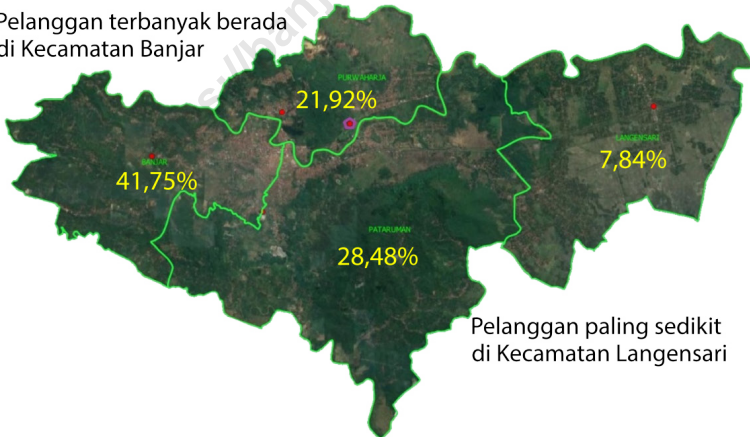 Pelanggan terbanyak berada
di Kecamatan Banjar
PURWAHARJA
21,92%
LANGENSARI
7,84%
BANJAR
41,75%
PATARUMAN
28,48%
Pelanggan paling sedikit
di Kecamatan Langensari